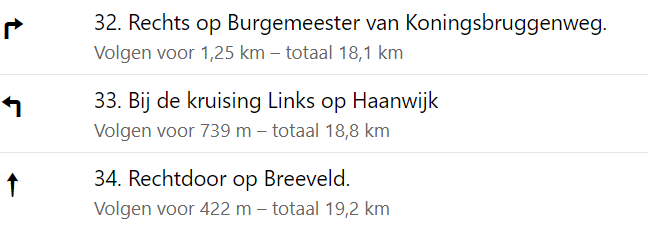 32. Rechts op Burgemeester van Koningsbruggenweg.
Volgen voor 1,25 km – totaal 18,1 km
33. Bij de kruising Links op Haanwijk
Volgen voor 739 m – totaal 18,8 km
34. Rechtdoor op Breeveld.
Volgen voor 422 m – totaal 19,2 km